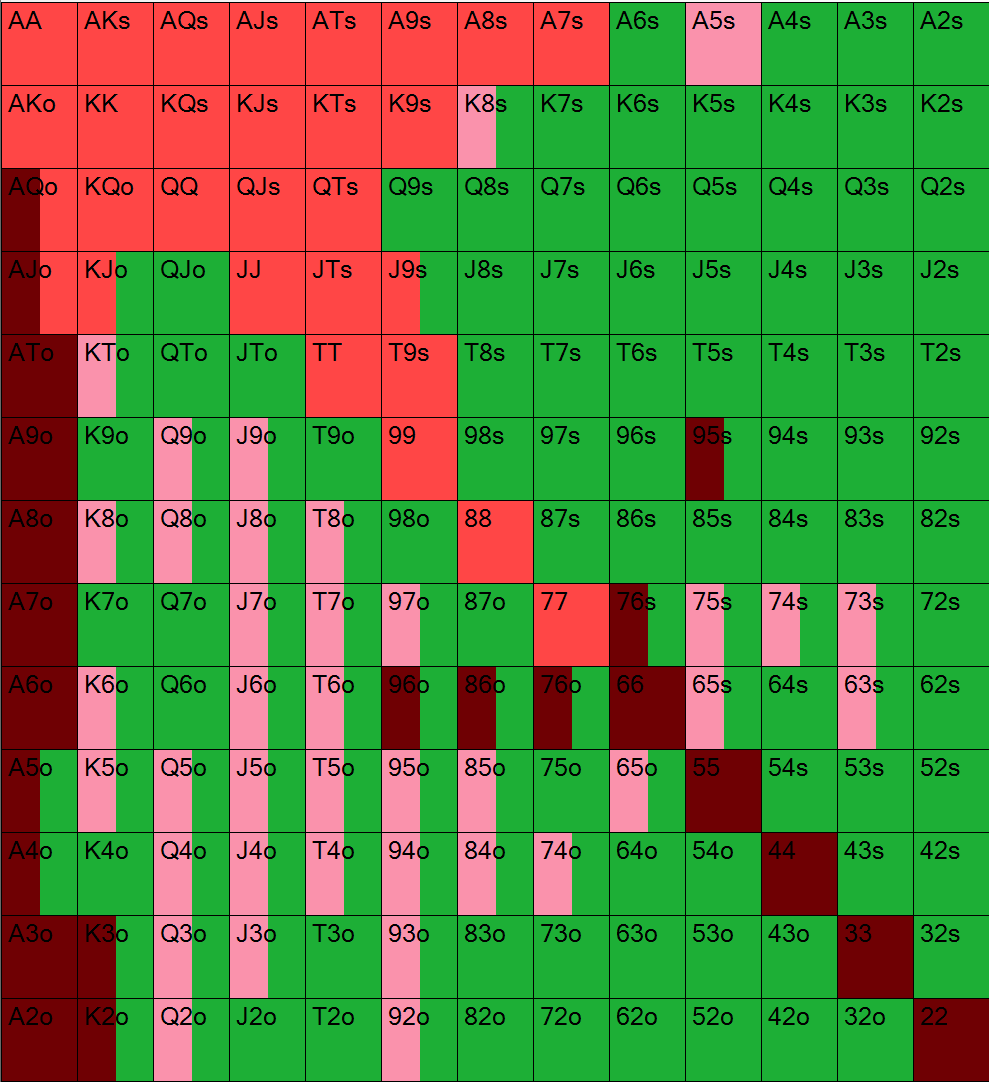 AA AKs AQs AJs ATs A9s A8s A7s A6s A5s A4s A3s A2s
AKo KK KQs KJs KTs K9s K8s K7s K6s K5s K4s K3s K2s
AQo KQo QQ QJs QTs Q9s Q8s Q7s Q6s Q5s Q4s Q3s Q2s
AJo KJo QJo JJ JTs J9s J8s J7s J6s J5s J4s J3s J2s
ATo KTo QTo JTo TT T9s T8s T7s T6s T5s T4s T3s T2s
A9o K9o Q9o J9o T9o 99 98s 97s 96s 95s 94s 93s 92s
A8o K8o Q8o J8o T8o 98o 88 87s 86s 85s 84s 83s 82s
A7o K7o Q7o J7o T7o 97o 87o 77 76s 75s 74s 73s 72s
A6o K6o Q6o J6o T6o 96o 86o 76o 66 65s 64s 63s 62s
A5o K5o Q5o J5o T5o 95o 85o 75o 65o 55 54s 53s 52s
A4o K4o Q4o J4o T4o 94o 84o 74o 64o 54o 44 43s 42s
A3o K3o Q3o J3o T3o 93o 83o 73o 63o 53o 43o 33 32s
A2o K2o Q2o J2o T2o 92o 82o 72o 62o 52o 42o 32o 22